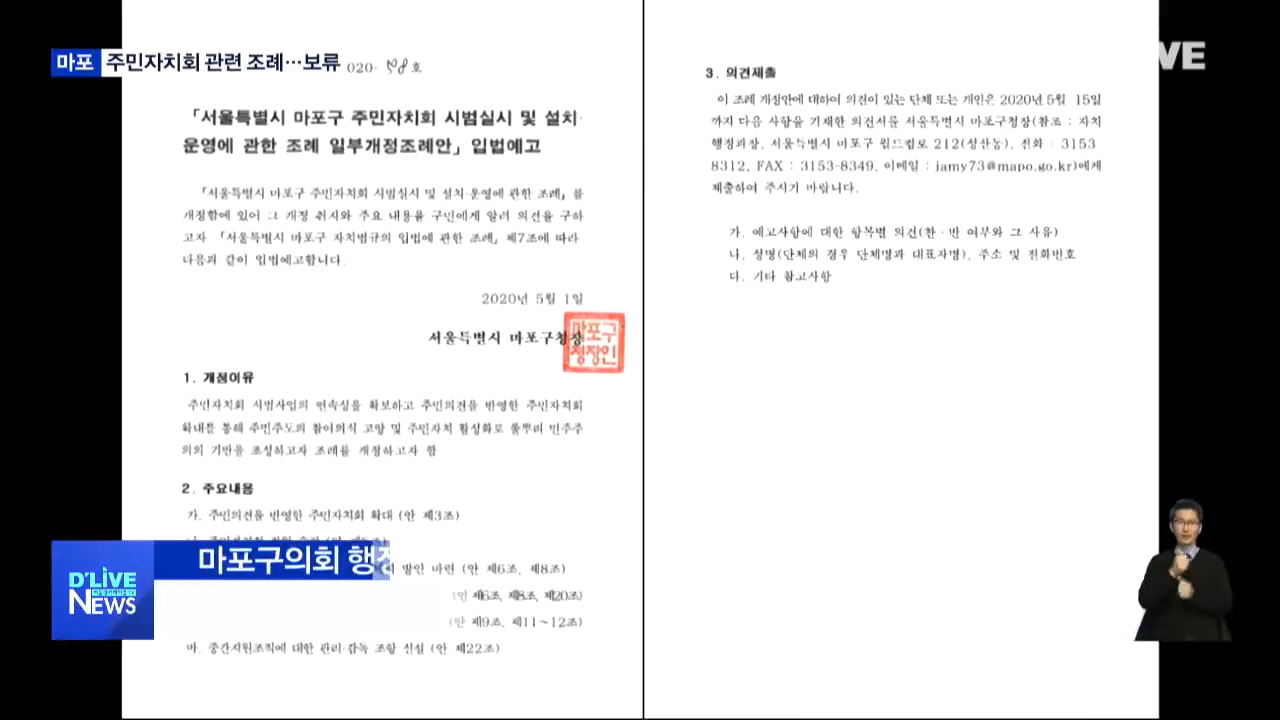 마포 주민자치회 관련 조례…보류
020- 호
「서울특별시 마포구 주민자치회 시범실시 및 설치·
운영에 관한 조례 일부개정조례안」 입법예고
「서울특별시 마포구 주민자치회 시범실시 및 설치·운영에 관한 조례」를
개정함에 있어 그 개정 취지와 주요 내용을 구민에게 알려 의견을 구하
고자 「서울특별시 마포구 자치법규의 입법에 관한 조례」 제7조에 따라
다음과 같이 입법예고합니다.
2020년 5월 1일
서울특별시 마포구청장
마포구
청장인
1. 개정이유
주민자치회 시범사업의 연속성을 확보하고 주민의견을 반영한 주민자치회
확대를 통해 주민주도의 참여의식 고양 및 주민자치 활성화로 풀뿌리 민주주
의의 기반을 조성하고자 조례를 개정하고자 함
2. 주요내용
가. 주민의견을 반영한 주민자치회 확대 (안 제3조)
방안 마련 (안 제6조, 제8조)
(안 제6조, 제8조, 제20조)
(안 제9조, 제11~12조)
마. 중간지원조직에 대한 관리·감독 조항 신설 (안 제22조)
3. 의견제출
이 조례 개정안에 대하여 의견이 있는 단체 또는 개인은 2020년 5월 15일
까지 다음 사항을 기재한 의견서를 서울특별시 마포구청장(참조 : 자치
행정과장, 서울특별시 마포구 월드컵로 212(성산동), 전화 : 3153
8312, FAX : 3153-8349, 이메일 : jamy73@mapo.go.kr)에게
제출하여 주시기 바랍니다.
가. 예고사항에 대한 항목별 의견(찬·반 여부와 그 사유)
나. 성명(단체의 경우 단체명과 대표자명), 주소 및 전화번호
다. 기타 참고사항
IVE
마포구의회 행
D'LIVE
NEWS